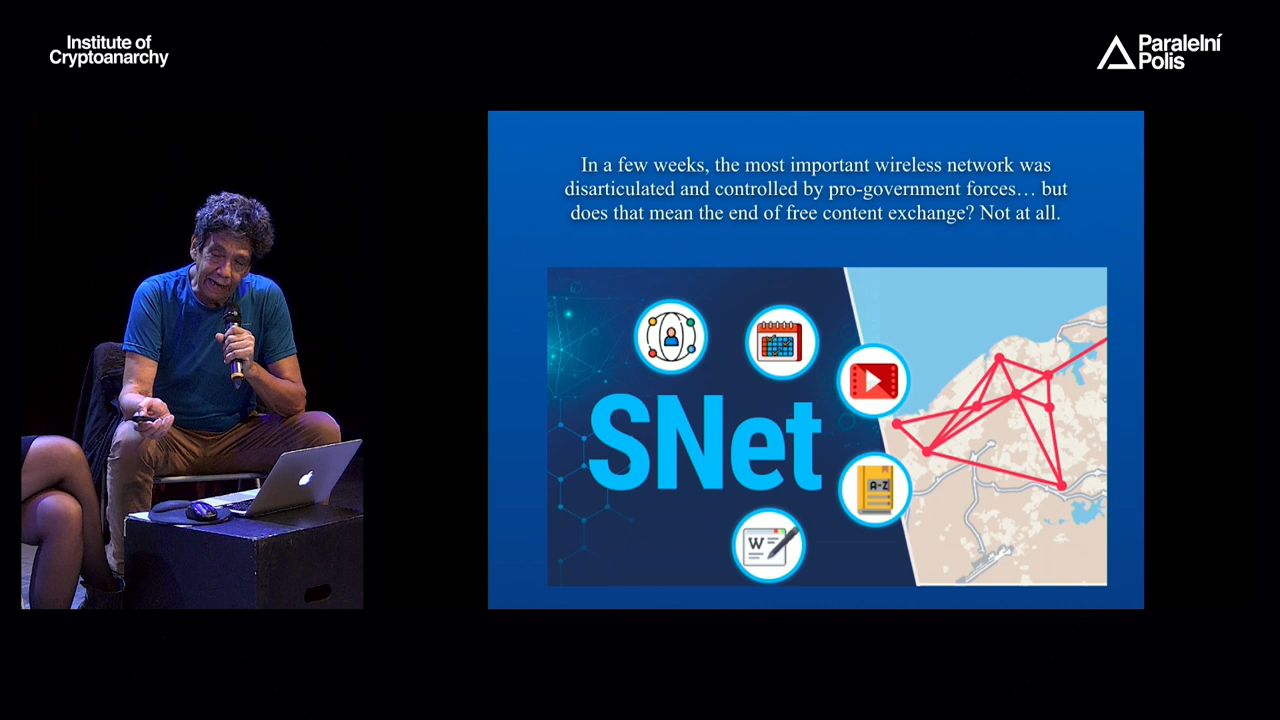 Institute of
Cryptoanarchy
Paralelní
Polis
In a few weeks, the most important wireless network was
disarticulated and controlled by pro-government forces… but
does that mean the end of free content exchange? Not at all.
SNet
A-Z
W